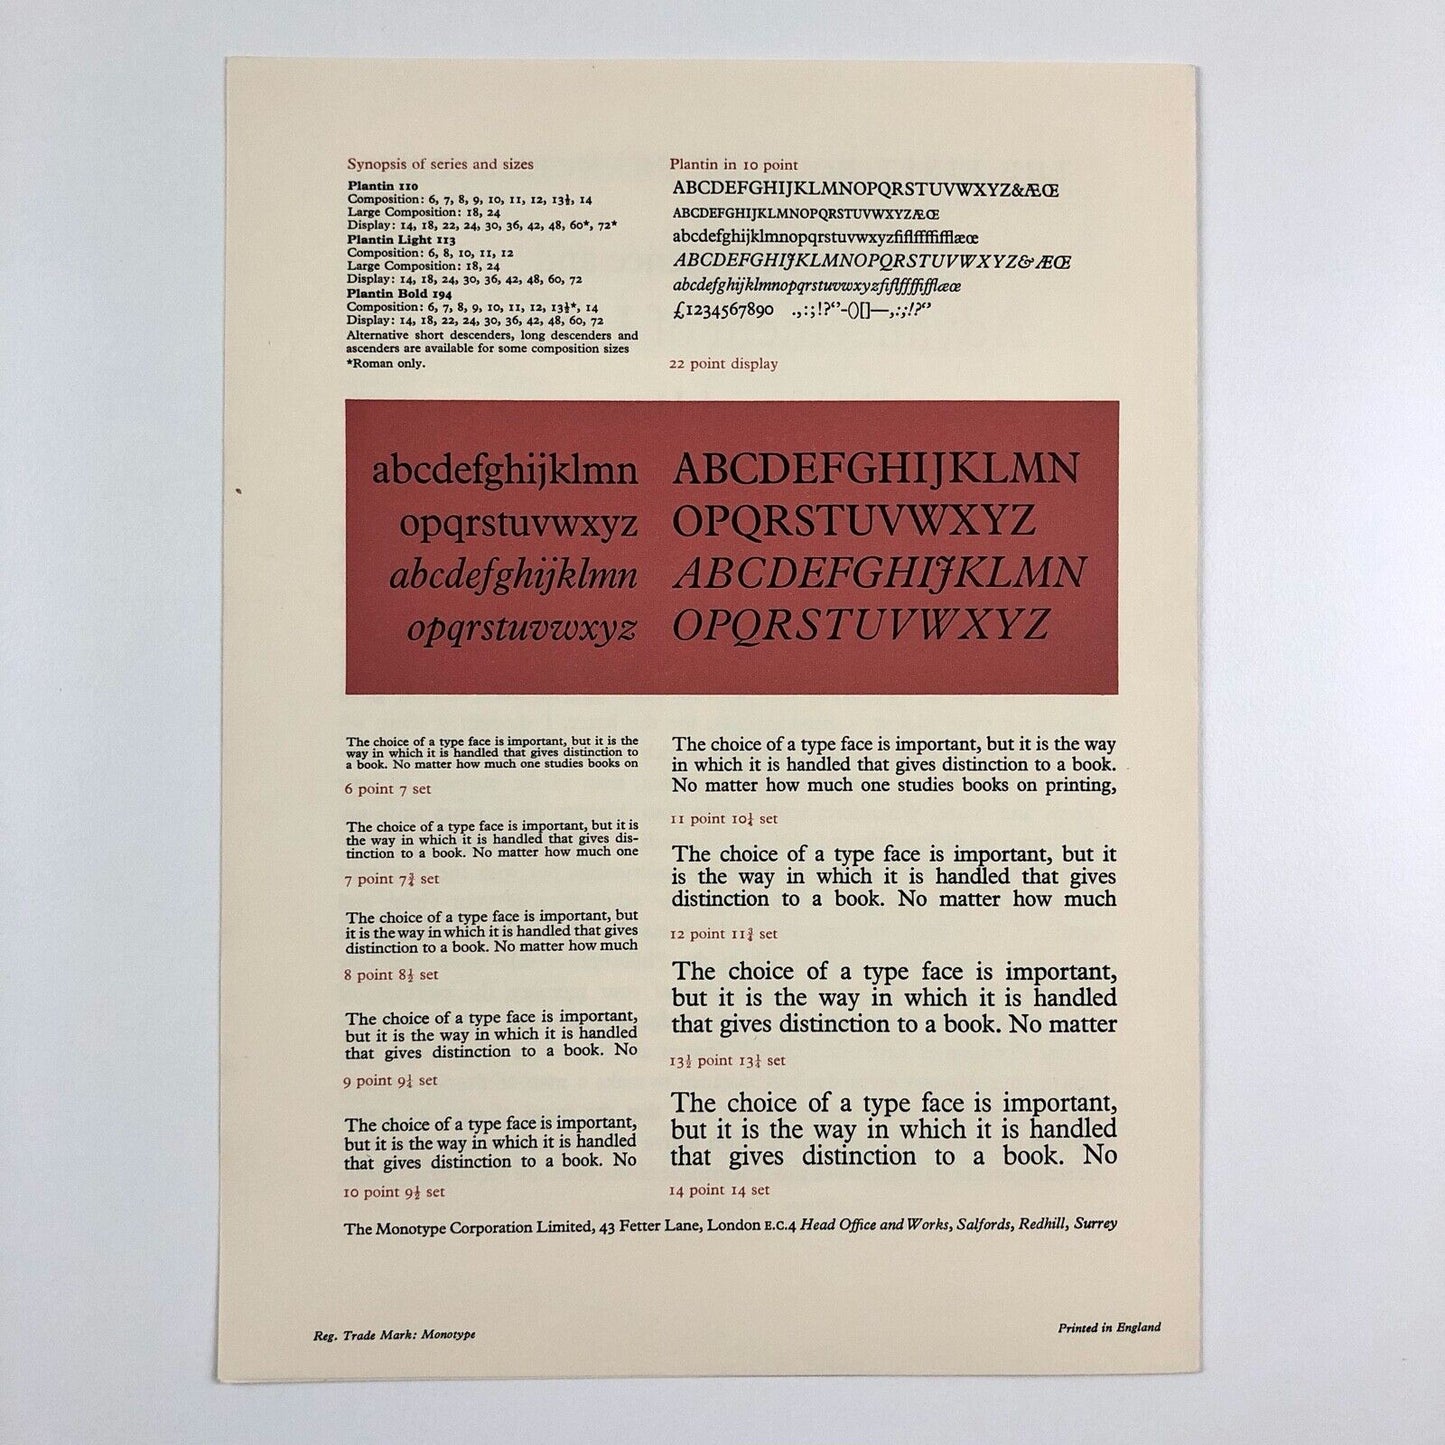 Synopsis of series and sizes
Plantin 110
Composition: 6, 7, 8, 9, 10, 11, 12, 13½, 14
Large Composition: 18, 24
Display: 14, 18, 22, 24, 30, 36, 42, 48, 60*, 72*
Plantin Light 113
Composition: 6, 8, 10, 11, 12
Large Composition: 18, 24
Display: 14, 18, 24, 30, 36, 42, 48, 60, 72
Plantin Bold 194
Composition: 6, 7, 8, 9, 10, 11, 12, 13½*, 14
Display: 14, 18, 22, 24, 30, 36, 42, 48, 60, 72
Alternative short descenders, long descenders and
ascenders are available for some composition sizes
*Roman only.
Plantin in 10 point
ABCDEFGHIJKLMNOPQRSTUVWXYZ&ÆŒ
ABCDEFGHIJKLMNOPQRSTUVWXYZÆŒ
abcdefghijklmnopqrstuvwxyzfiflffffifflæœ
ABCDEFGHIJKLMNOPQRSTUVWXYZ&ÆŒ
abcdefghijklmnopqrstuvwxyzfiflffffifflæœ
£1234567890 .,:;!?‘’-()[]—,:;!?‘’
22 point display
abcdefghijklmn
opqrstuvwxyz
abcdefghijklmn
opqrstuvwxyz
ABCDEFGHIJKLMN
OPQRSTUVWXYZ
ABCDEFGHIJKLMN
OPQRSTUVWXYZ
The choice of a type face is important, but it is the
way in which it is handled that gives distinction to
a book. No matter how much one studies books on
6 point 7 set
The choice of a type face is important, but it is
the way in which it is handled that gives dis-
tinction to a book. No matter how much one
7 point 7¾ set
The choice of a type face is important, but
it is the way in which it is handled that gives
distinction to a book. No matter how much
8 point 8½ set
The choice of a type face is important,
but it is the way in which it is handled
that gives distinction to a book. No
9 point 9¼ set
The choice of a type face is important,
but it is the way in which it is handled
that gives distinction to a book. No
10 point 9½ set
The choice of a type face is important, but it is the way
in which it is handled that gives distinction to a book.
No matter how much one studies books on printing,
11 point 10¼ set
The choice of a type face is important, but it
is the way in which it is handled that gives
distinction to a book. No matter how much
12 point 11¾ set
The choice of a type face is important,
but it is the way in which it is handled
that gives distinction to a book. No matter
13½ point 13¼ set
The choice of a type face is important,
but it is the way in which it is handled
that gives distinction to a book. No
14 point 14 set
The Monotype Corporation Limited, 43 Fetter Lane, London E.C.4 Head Office and Works, Salfords, Redhill, Surrey
Reg. Trade Mark: Monotype
Printed in England